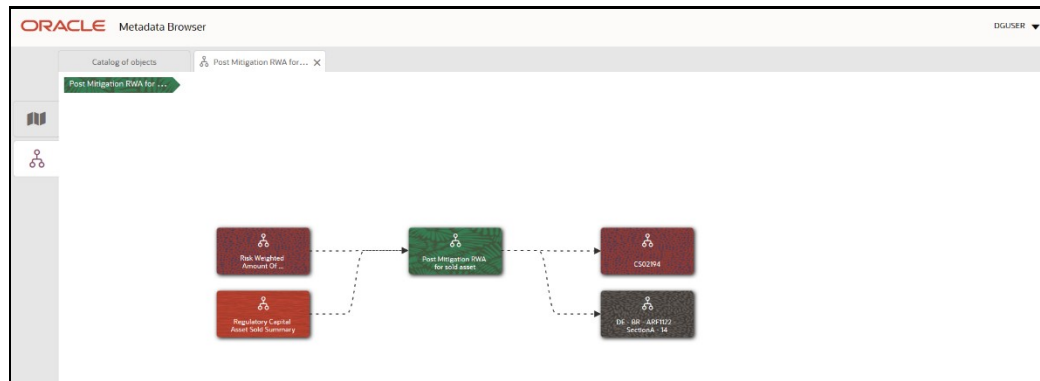 ORACLE Metadata Browser
DGUSER
Catalog of objects
Post Mitigation RWA for...
Post Mitigation RWA for ...
Risk Weighted
Amount Of ...
Post Mitigation RWA
for sold asset
CS02194
Regulatory Capital
Asset Sold Summary
DE - BR - ARF1122
SectionA - 14